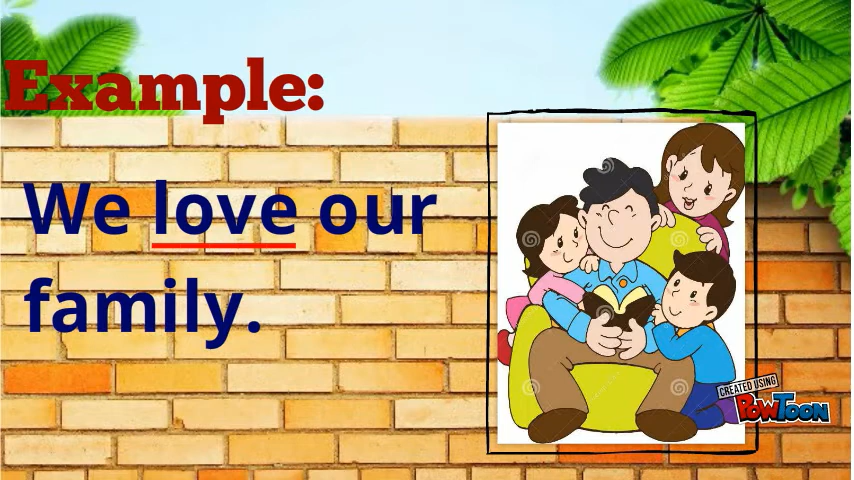 Example:
We love our
family.
CREATED USING
PowToon